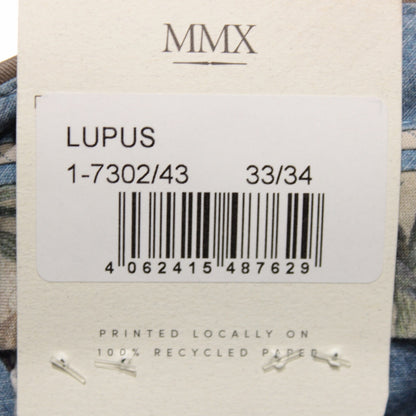 MMX
LUPUS
1-7302/43 33/34
4 062415 487629
PRINTED LOCALLY ON
100% RECYCLED PAPER